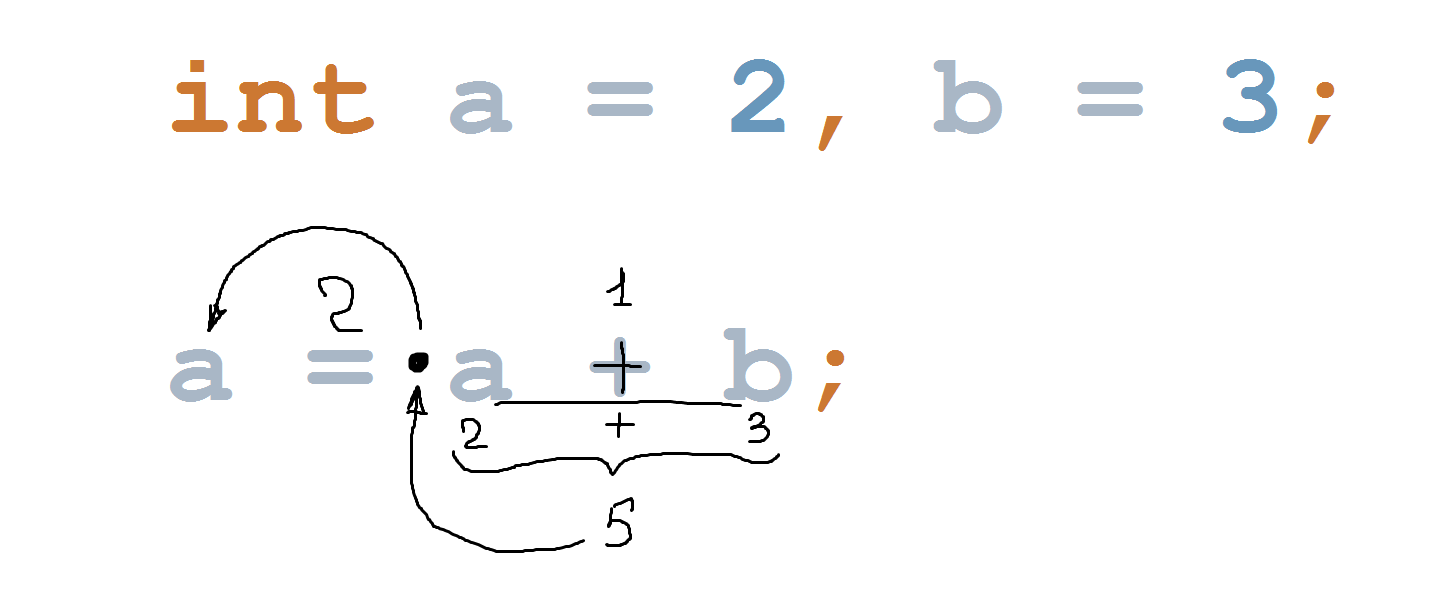 int a = 2, b = 3;
2 1
a = a + b;
2 + 3
5